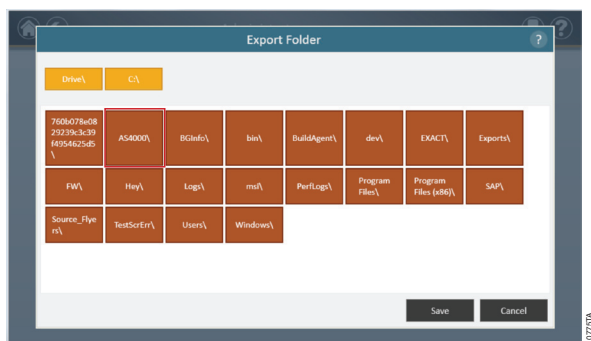 Export Folder
?
?
Drive\
C:\
760b078e08
29239c3c39
f4954625d5
\
AS4000\
BGInfo\
bin\
BuildAgent\
dev\
EXACT\
Exports\
FW\
Hey\
Logs\
msl\
PerfLogs\
Program
Files\
Program
Files (x86)\
SAP\
Source_Flye
rs\
TestScrErr\
Users\
Windows\
Save
Cancel